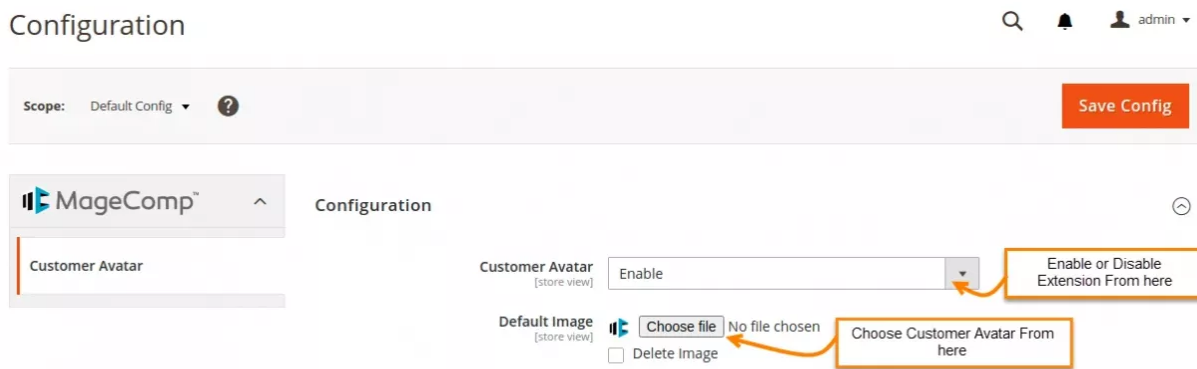 Configuration
admin
Scope: Default Config ?
Save Config
MageComp™
Configuration
Customer Avatar
Customer Avatar
[store view]
Enable
Enable or Disable
Extension From here
Default Image
[store view]
Choose file No file chosen
Delete Image
Choose Customer Avatar From
here